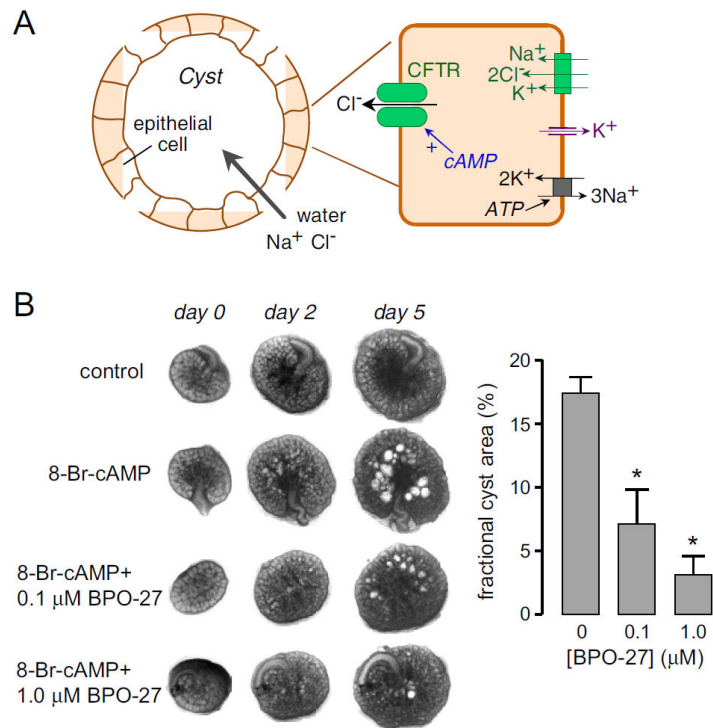 A
Cyst
epithelial
cell
water
Na⁺ Cl⁻
CFTR
Cl⁻
+
cAMP
Na⁺
2Cl⁻
K⁺
K⁺
2K⁺
ATP
3Na⁺
B
day 0 day 2 day 5
control
8-Br-cAMP
8-Br-cAMP+
0.1 μM BPO-27
8-Br-cAMP+
1.0 μM BPO-27
fractional cyst area (%)
20
15
10
5
0
*
*
0 0.1 1.0
[BPO-27] (μM)